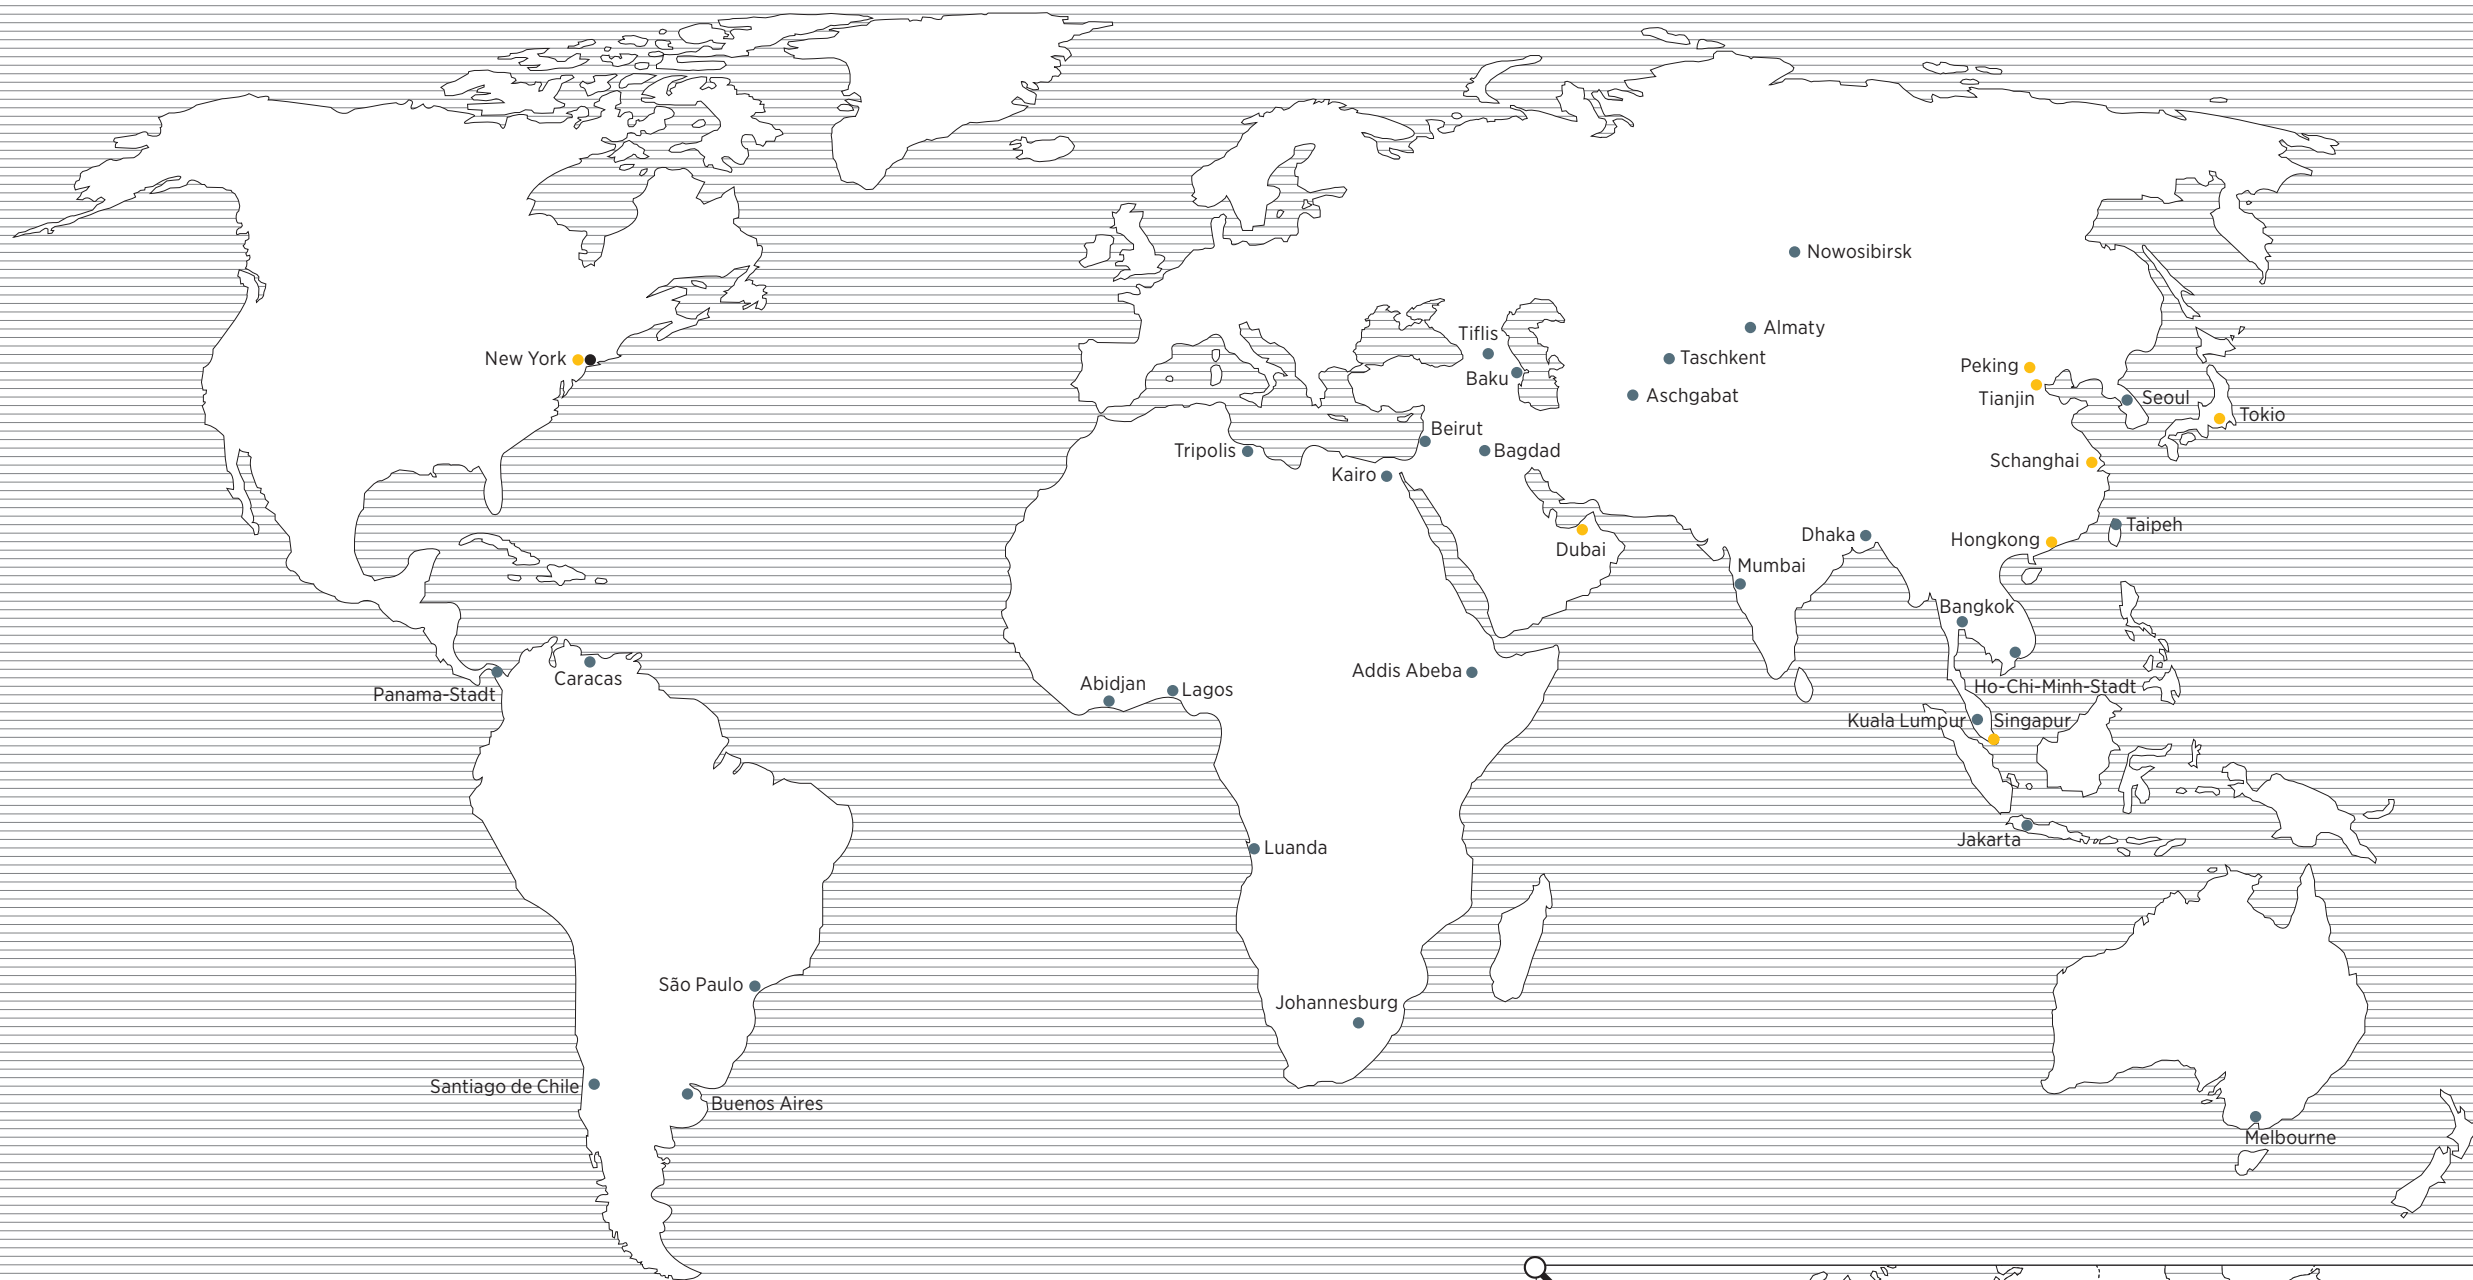 Nowosibirsk
Almaty
Tiflis
Taschkent
New York
Peking
Baku
Aschgabat
Tianjin
Seoul
Tokio
Beirut
Tripolis
Bagdad
Schanghai
Kairo
Taipeh
Dhaka
Hongkong
Dubai
Mumbai
Bangkok
Addis Abeba
Caracas
Abidjan
Lagos
Ho-Chi-Minh-Stadt
Panama-Stadt
Kuala Lumpur
Singapur
Jakarta
Luanda
São Paulo
Johannesburg
Santiago de Chile
Buenos Aires
Melbourne